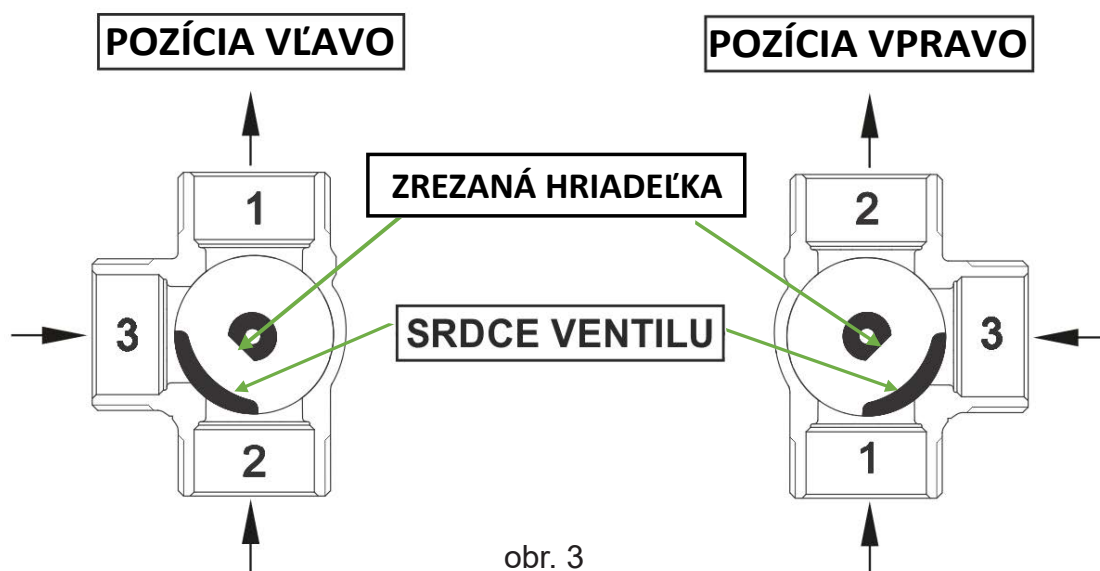 POZÍCIA VĽAVO
POZÍCIA VPRAVO
ZREZANÁ HRIADEĽKA
1
2
3
3
SRDCE VENTILU
2
1
obr. 3